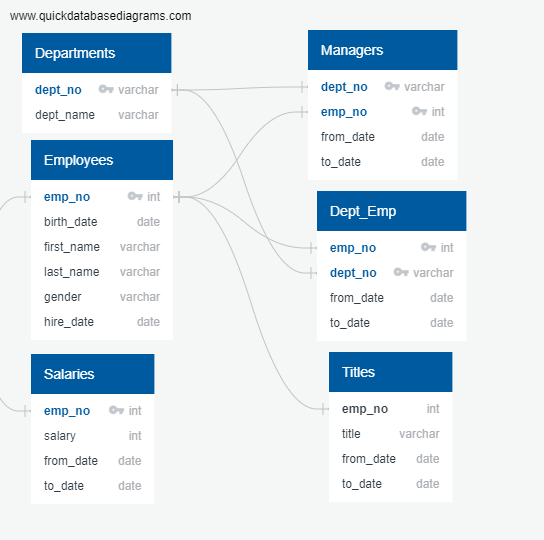 www.quickdatabasediagrams.com
Departments
dept_no varchar
dept_name varchar
Employees
emp_no int
birth_date date
first_name varchar
last_name varchar
gender varchar
hire_date date
Salaries
emp_no int
salary int
from_date date
to_date date
Managers
dept_no varchar
emp_no int
from_date date
to_date date
Dept_Emp
emp_no int
dept_no varchar
from_date date
to_date date
Titles
emp_no int
title varchar
from_date date
to_date date